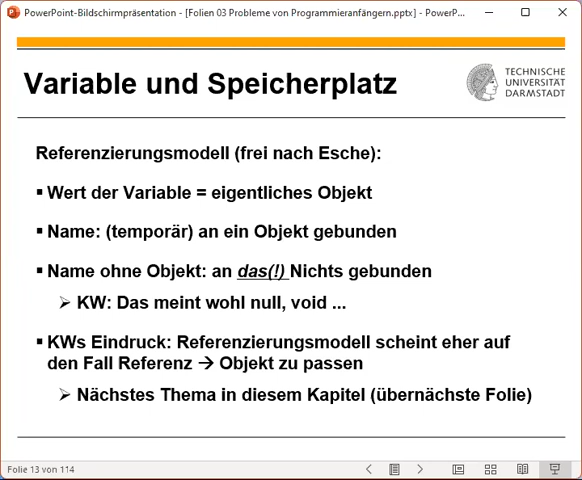 PowerPoint-Bildschirmpräsentation - [Folien 03 Probleme von Programmieranfängern.pptx] - PowerP...
Variable und Speicherplatz
TECHNISCHE
UNIVERSITÄT
DARMSTADT
Referenzierungsmodell (frei nach Esche):
▪ Wert der Variable = eigentliches Objekt
▪ Name: (temporär) an ein Objekt gebunden
▪ Name ohne Objekt: an das(!) Nichts gebunden
➢ KW: Das meint wohl null, void ...
▪ KWs Eindruck: Referenzierungsmodell scheint eher auf
den Fall Referenz → Objekt zu passen
➢ Nächstes Thema in diesem Kapitel (übernächste Folie)
Folie 13 von 114